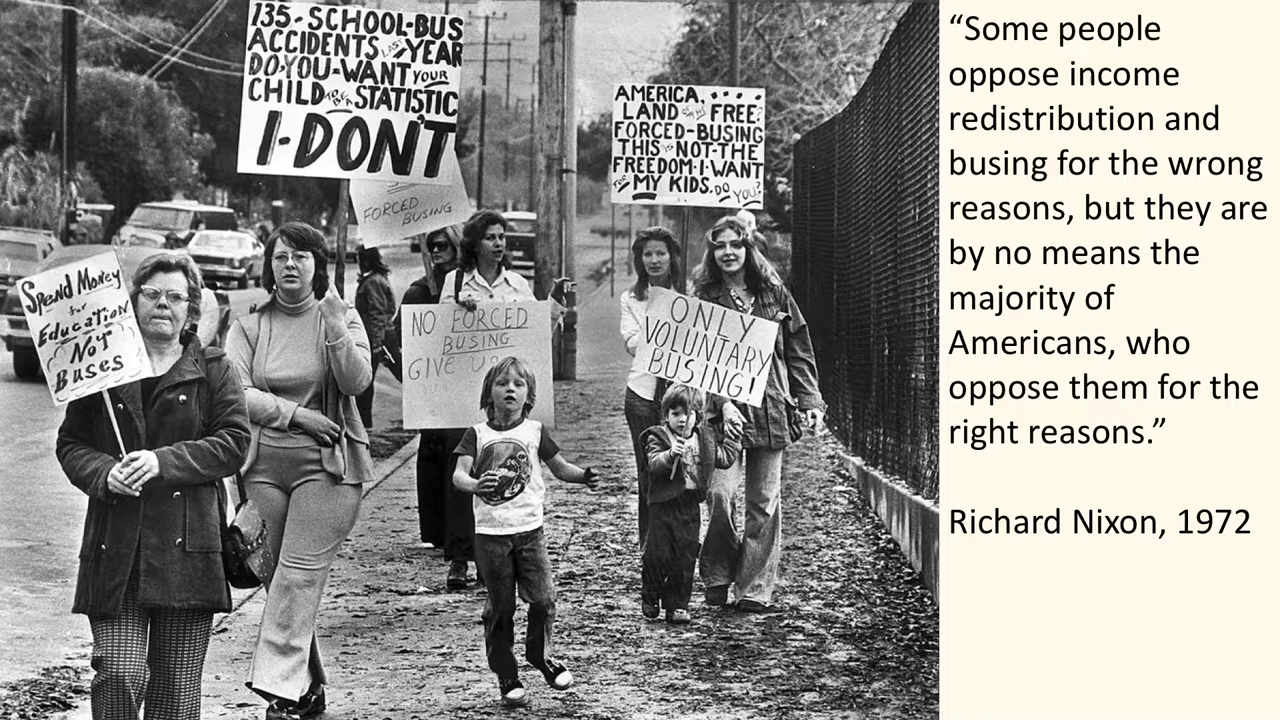 135-SCHOOL-BUS
ACCIDENTS LAST YEAR
DO-YOU-WANT YOUR
CHILD TO BE A STATISTIC
I-DON'T
FORCED
BUSING
AMERICA,
LAND OF THE FREE?
FORCED-BUSING
THIS IS NOT-THE
FREEDOM-I-WANT
FOR MY KIDS. DO YOU?
Spend Money
for
Education
Not
Buses
NO FORCED
BUSING
GIVE
ONLY
VOLUNTARY
BUSING!
“Some people
oppose income
redistribution and
busing for the wrong
reasons, but they are
by no means the
majority of
Americans, who
oppose them for the
right reasons.”
Richard Nixon, 1972